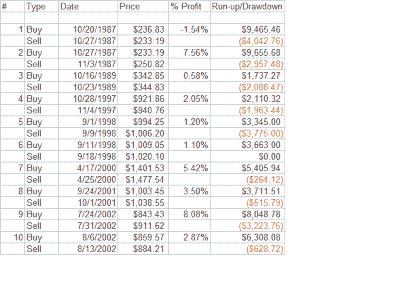 # Type Date Price % Profit Run-up/Drawdown
1 Buy 10/20/1987 $236.83 -1.54% $9,465.46
Sell 10/27/1987 $233.19 ($4,042.76)
2 Buy 10/27/1987 $233.19 7.56% $9,655.68
Sell 11/3/1987 $250.82 ($2,957.48)
3 Buy 10/16/1989 $342.85 0.58% $1,737.27
Sell 10/23/1989 $344.83 ($2,086.47)
4 Buy 10/28/1997 $921.86 2.05% $2,110.32
Sell 11/4/1997 $940.76 ($1,963.44)
5 Buy 9/1/1998 $994.25 1.20% $3,345.00
Sell 9/9/1998 $1,006.20 ($3,776.00)
6 Buy 9/11/1998 $1,009.05 1.10% $3,663.00
Sell 9/18/1998 $1,020.10 $0.00
7 Buy 4/17/2000 $1,401.53 5.42% $5,405.94
Sell 4/25/2000 $1,477.54 ($264.12)
8 Buy 9/24/2001 $1,003.45 3.50% $3,711.51
Sell 10/1/2001 $1,038.55 ($515.79)
9 Buy 7/24/2002 $843.43 8.08% $8,048.78
Sell 7/31/2002 $911.62 ($3,223.76)
10 Buy 8/6/2002 $859.57 2.87% $6,308.08
Sell 8/13/2002 $884.21 ($628.72)